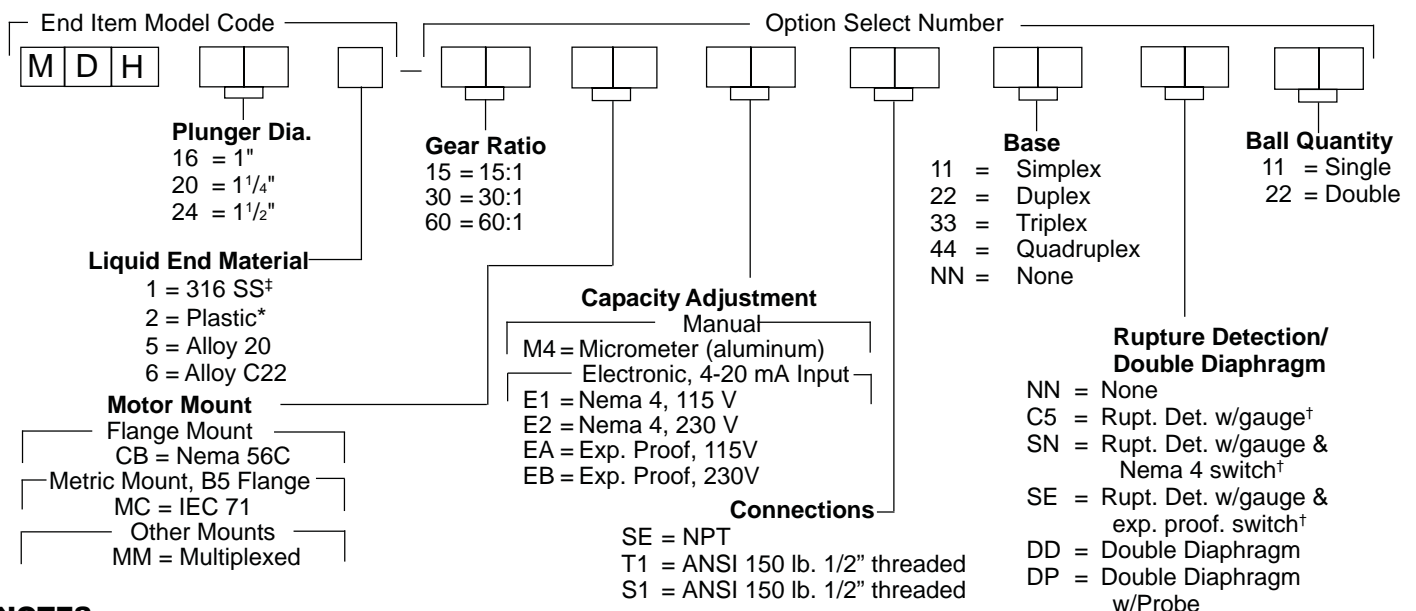 End Item Model Code
Option Select Number
M D H
Plunger Dia.
16 = 1"
20 = 1 1/4"
24 = 1 1/2"
Liquid End Material
1 = 316 SS‡
2 = Plastic*
5 = Alloy 20
6 = Alloy C22
Gear Ratio
15 = 15:1
30 = 30:1
60 = 60:1
Motor Mount
Flange Mount
CB = Nema 56C
Metric Mount, B5 Flange
MC = IEC 71
Other Mounts
MM = Multiplexed
Capacity Adjustment
Manual
M4 = Micrometer (aluminum)
Electronic, 4-20 mA Input
E1 = Nema 4, 115 V
E2 = Nema 4, 230 V
EA = Exp. Proof, 115V
EB = Exp. Proof, 230V
Connections
SE = NPT
T1 = ANSI 150 lb. 1/2” threaded
S1 = ANSI 150 lb. 1/2” threaded
Base
11 = Simplex
22 = Duplex
33 = Triplex
44 = Quadruplex
NN = None
Rupture Detection/
Double Diaphragm
NN = None
C5 = Rupt. Det. w/gauge†
SN = Rupt. Det. w/gauge &
Nema 4 switch†
SE = Rupt. Det. w/gauge &
exp. proof. switch†
DD = Double Diaphragm
DP = Double Diaphragm
w/Probe
Ball Quantity
11 = Single
22 = Double
NOTES